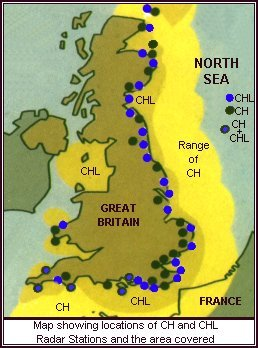 NORTH
SEA
CHL
CH
CH
+
CHL
CHL
Range
of
CH
CHL
GREAT
BRITAIN
CH
CHL
FRANCE
Map showing locations of CH and CHL
Radar Stations and the area covered